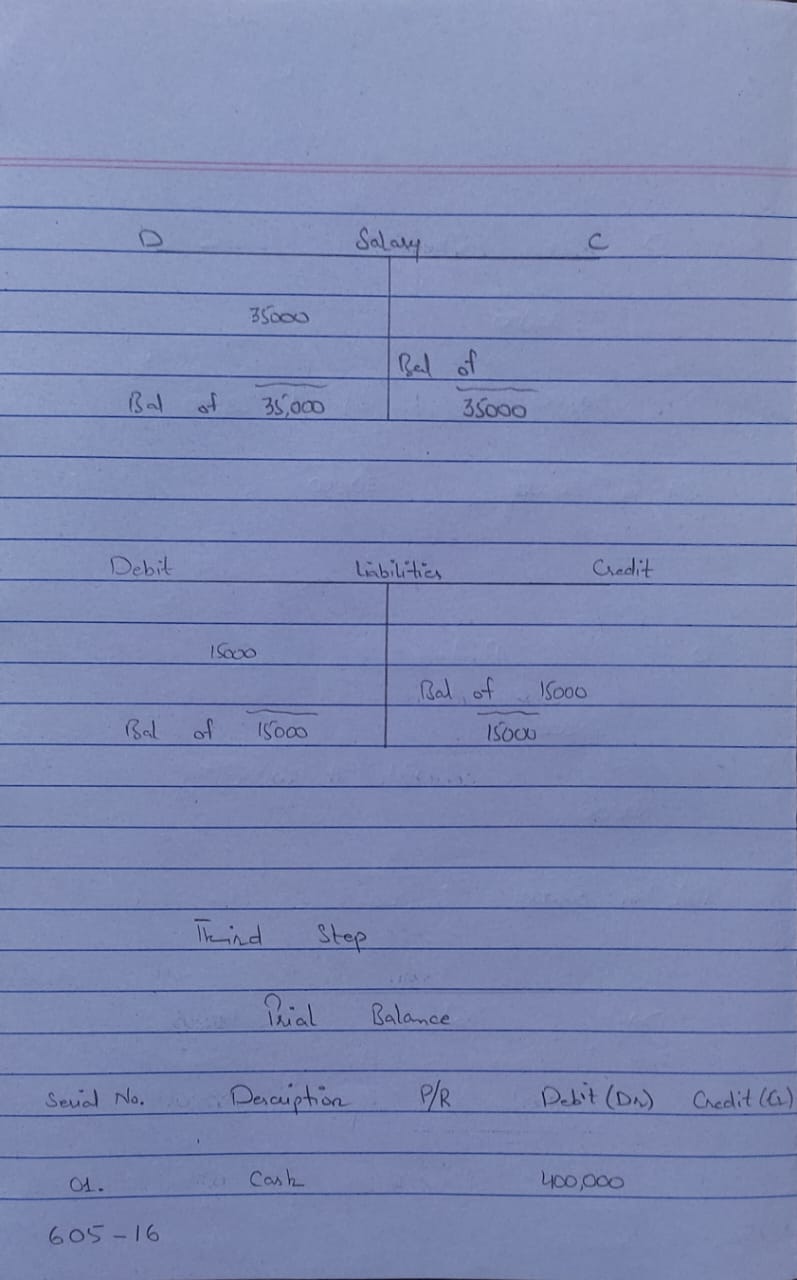 D Salary C
35000
Bal of
Bal of 35,000 35000
Debit Liibilities Credit
15000
Bal of 15000
Bal of 15000 15000
Third Step
Trial Balance
Serial No. Description P/R Debit (Dr) Credit (Cr)
01. Cash 400,000
605-16